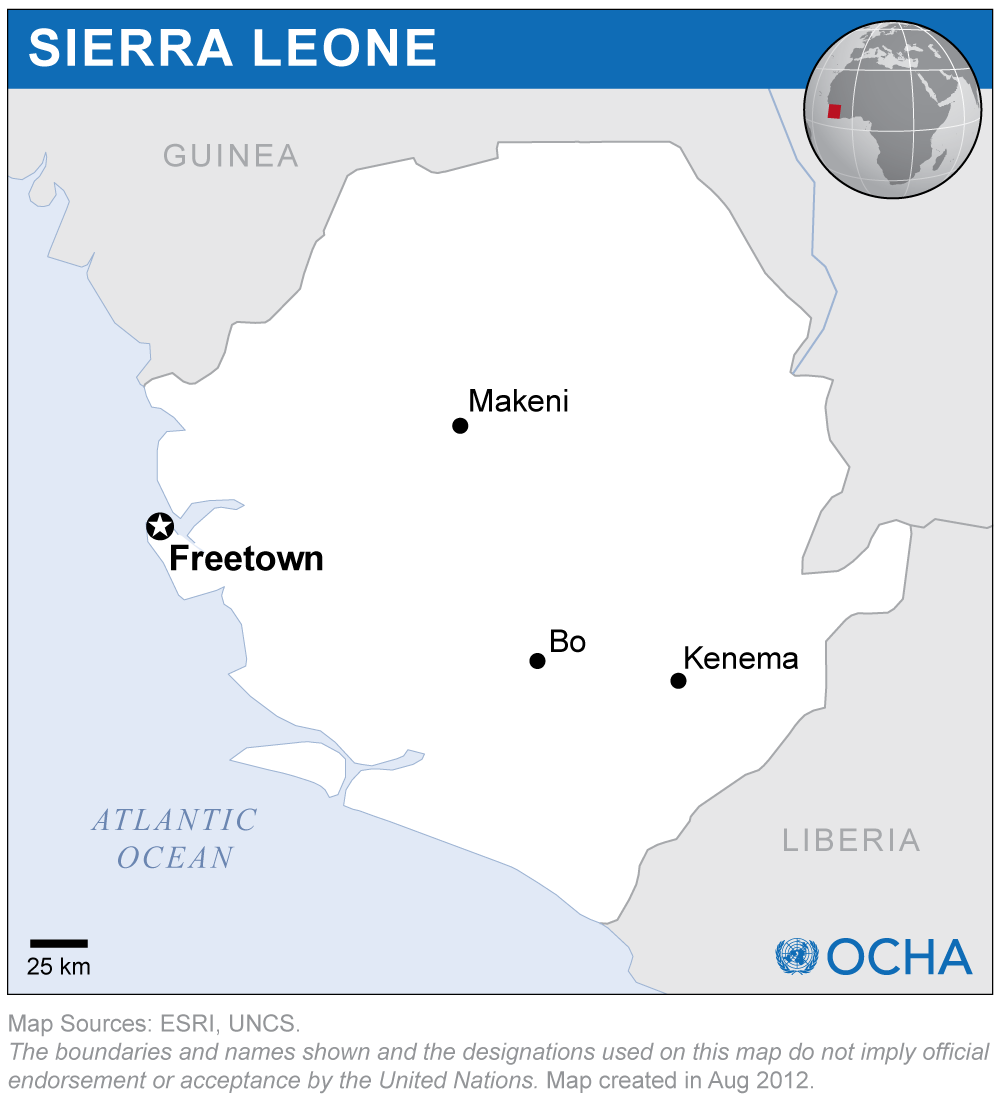 SIERRA LEONE
GUINEA
Makeni
Freetown
Bo
Kenema
ATLANTIC
OCEAN
LIBERIA
25 km
OCHA
Map Sources: ESRI, UNCS.
The boundaries and names shown and the designations used on this map do not imply official
endorsement or acceptance by the United Nations. Map created in Aug 2012.